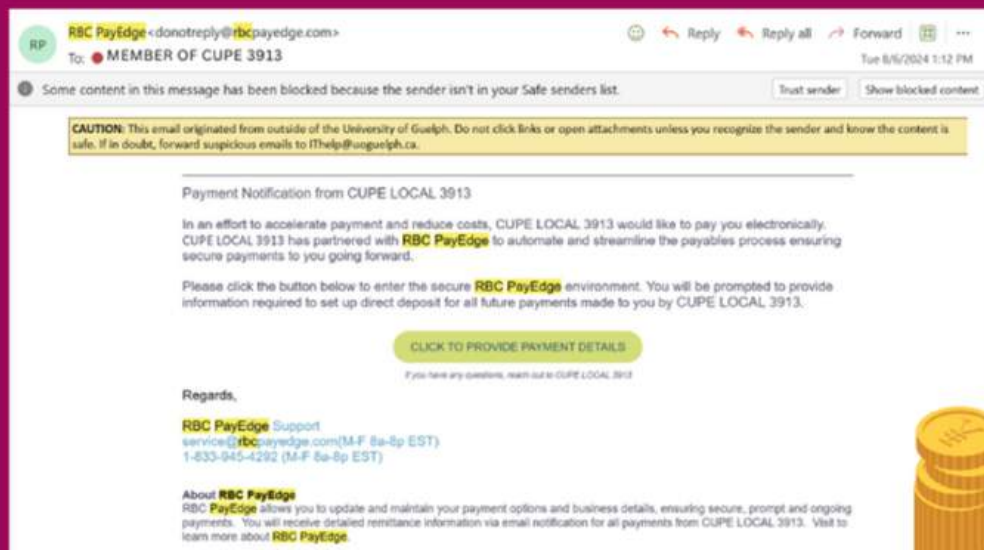 RP
RBC PayEdge <donotreply@rbcpayedge.com>
To: MEMBER OF CUPE 3913
Reply Reply all Forward
Tue 8/6/2024 1:12 PM
Some content in this message has been blocked because the sender isn't in your Safe senders list.
Trust sender Show blocked content
CAUTION: This email originated from outside of the University of Guelph. Do not click links or open attachments unless you recognize the sender and know the content is
safe. If in doubt, forward suspicious emails to IThelp@uoguelph.ca.
Payment Notification from CUPE LOCAL 3913
In an effort to accelerate payment and reduce costs, CUPE LOCAL 3913 would like to pay you electronically.
CUPE LOCAL 3913 has partnered with RBC PayEdge to automate and streamline the payables process ensuring
secure payments to you going forward.
Please click the button below to enter the secure RBC PayEdge environment. You will be prompted to provide
information required to set up direct deposit for all future payments made to you by CUPE LOCAL 3913.
CLICK TO PROVIDE PAYMENT DETAILS
If you have any questions, reach out to CUPE LOCAL 3913
Regards,
RBC PayEdge Support
service@rbcpayedge.com(M-F 8a-8p EST)
1-833-945-4292 (M-F 8a-8p EST)
About RBC PayEdge
RBC PayEdge allows you to update and maintain your payment options and business details, ensuring secure, prompt and ongoing
payments. You will receive detailed remittance information via email notification for all payments from CUPE LOCAL 3913. Visit to
learn more about RBC PayEdge.